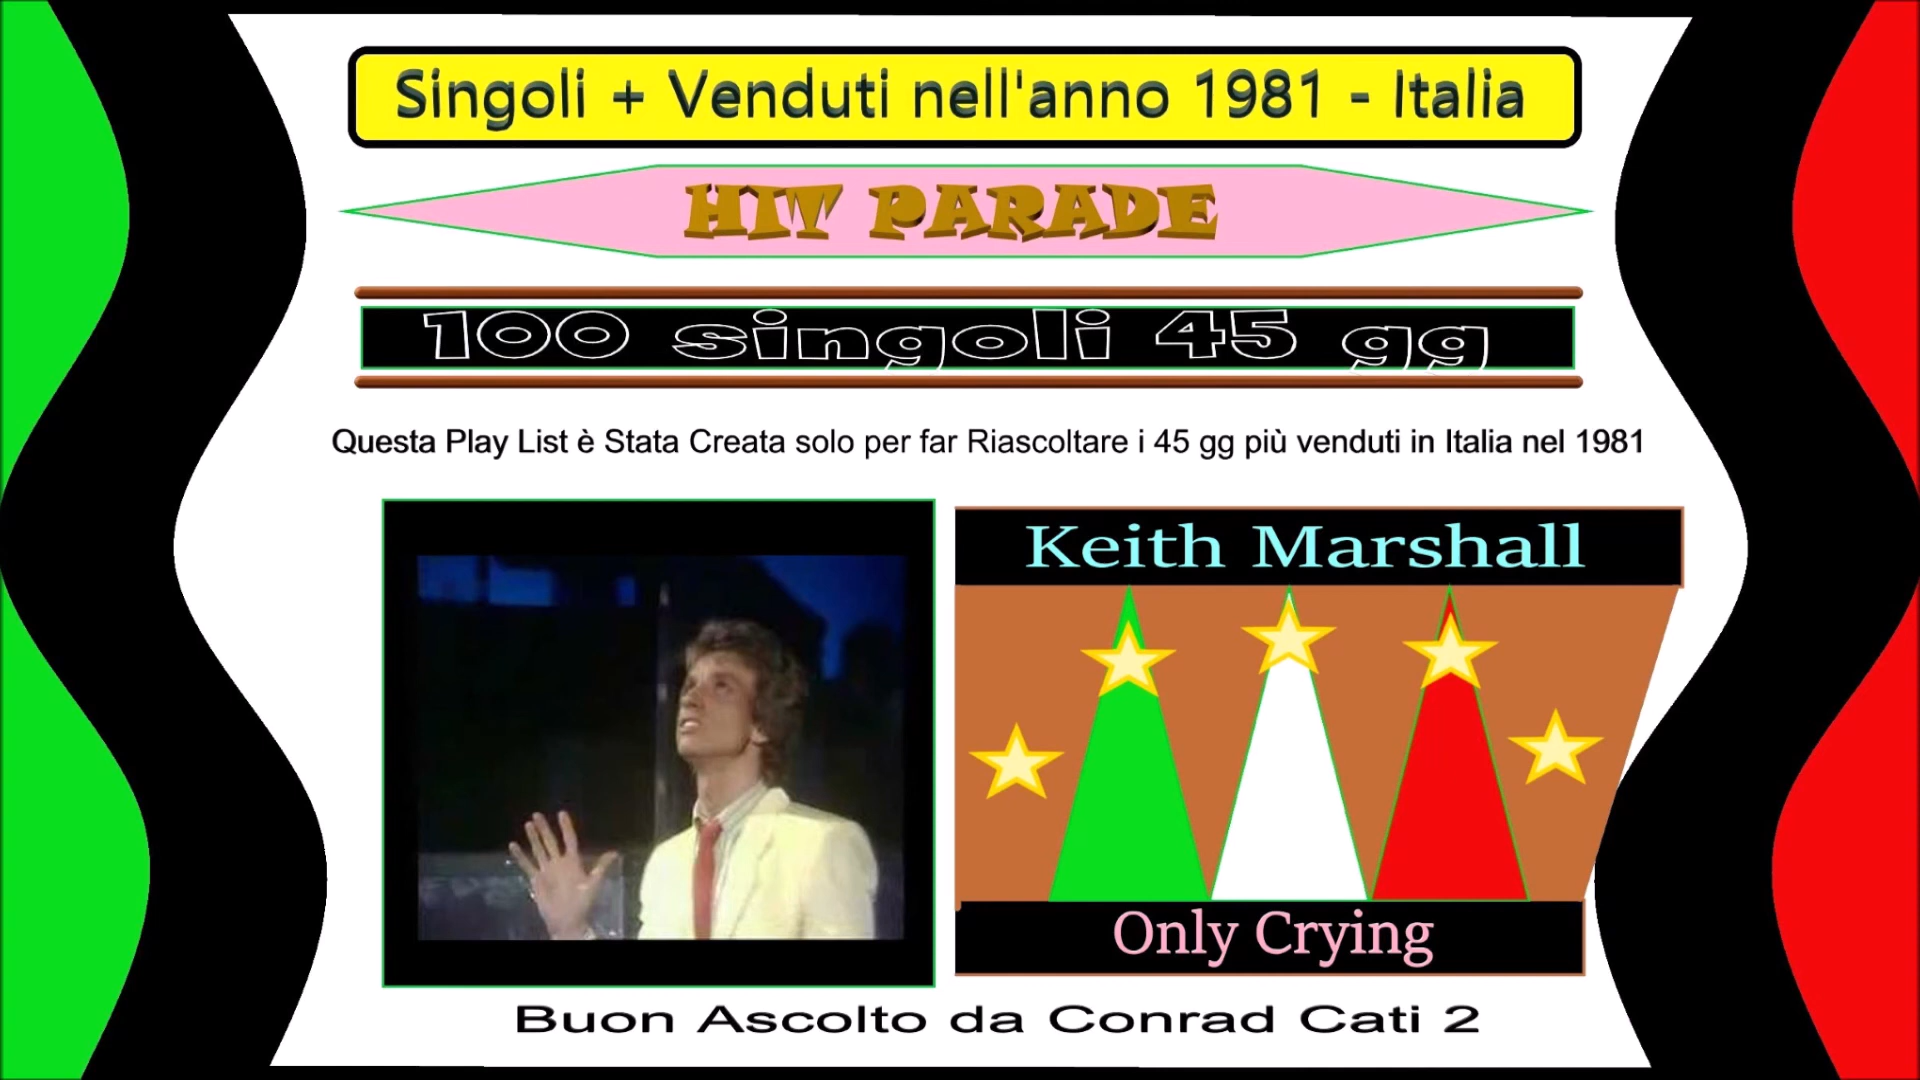 Singoli + Venduti nell'anno 1981 - Italia
HIT PARADE
100 singoli 45 gg
Questa Play List è Stata Creata solo per far Riascoltare i 45 gg più venduti in Italia nel 1981
Keith Marshall
Only Crying
Buon Ascolto da Conrad Cati 2